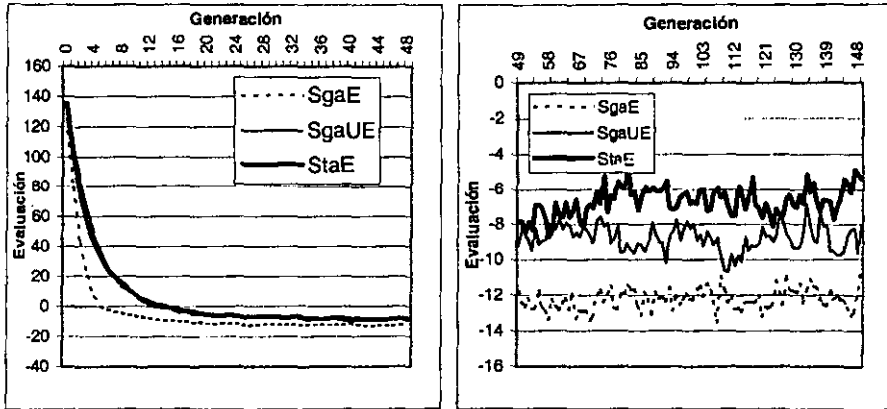 Generación
0 4 8 12 16 20 24 28 32 36 40 44 48
160
140
120
100
80
60
40
20
0
-20
-40
Evaluación
SgaE
SgaUE
StaE
Generación
49 58 67 76 85 94 103 112 121 130 139 148
0
-2
-4
-6
-8
-10
-12
-14
-16
Evaluación
SgaE
SgaUE
StaE